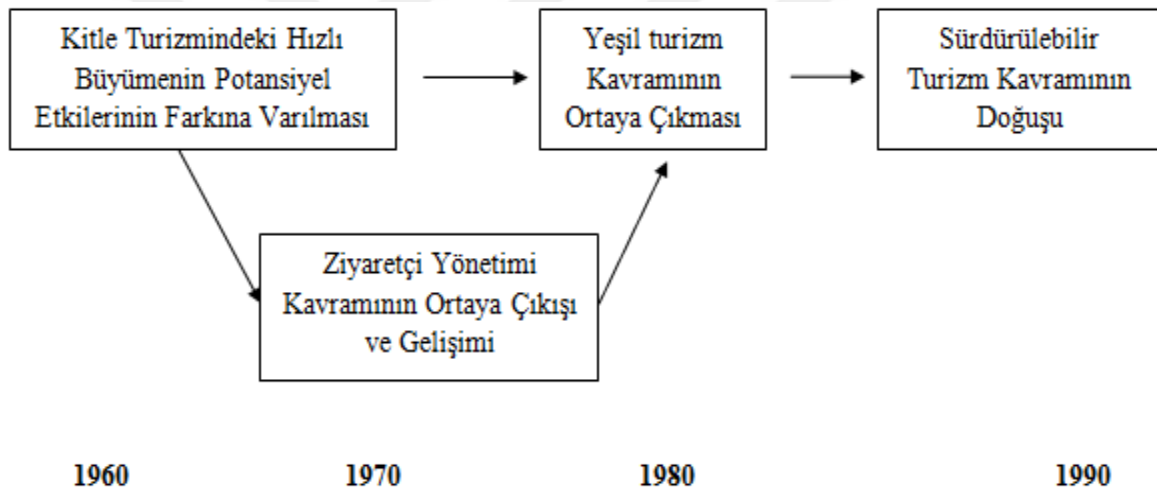 Kitle Turizmindeki Hızlı
Büyümenin Potansiyel
Etkilerinin Farkına Varılması
Yeşil turizm
Kavramının
Ortaya Çıkması
Sürdürülebilir
Turizm Kavramının
Doğuşu
Ziyaretçi Yönetimi
Kavramının Ortaya Çıkışı
ve Gelişimi
1960 1970 1980 1990